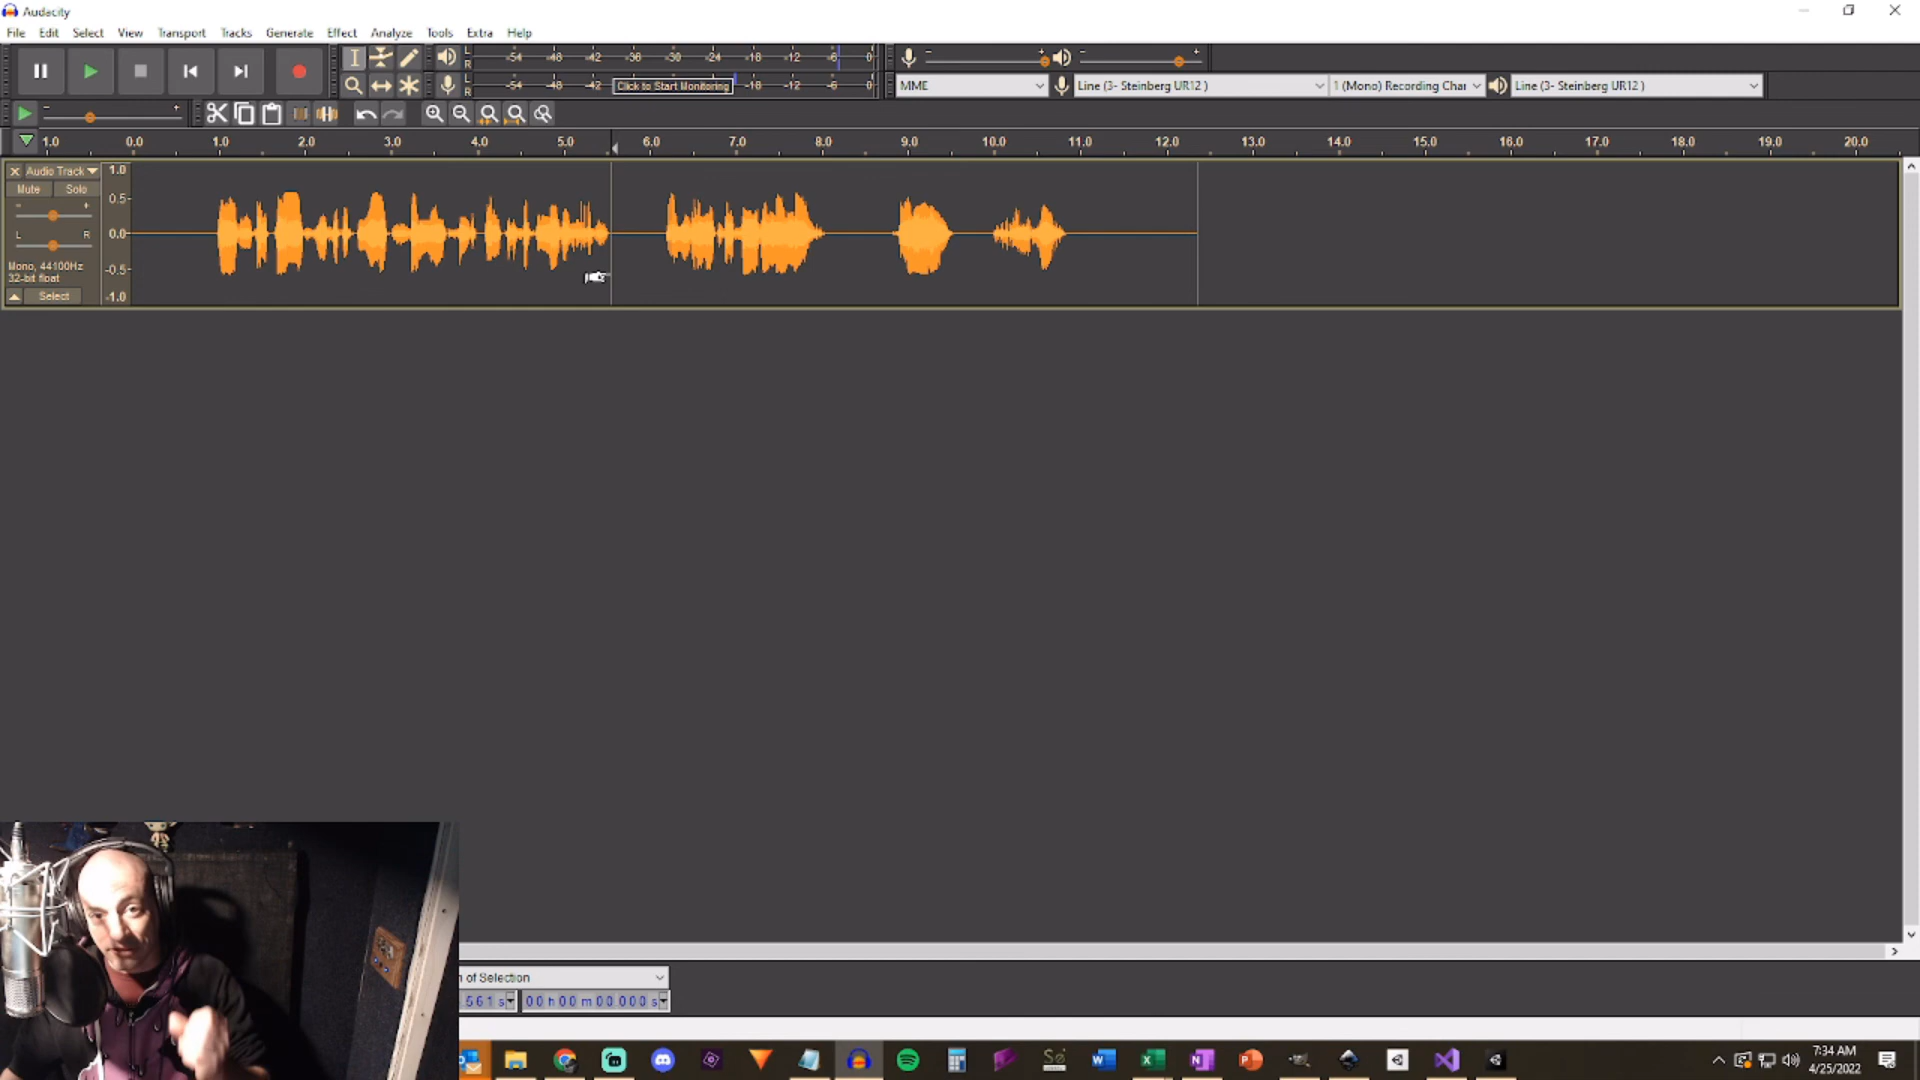 Audacity
File Edit Select View Transport Tracks Generate Effect Analyze Tools Extra Help
L R -54 -48 -42 -36 -30 -24 -18 -12 -6 0
L R -54 -48 -42 Click to Start Monitoring -18 -12 -6 0
MME
Line (3- Steinberg UR12 )
1 (Mono) Recording Char
Line (3- Steinberg UR12 )
1.0 0.0 1.0 2.0 3.0 4.0 5.0 6.0 7.0 8.0 9.0 10.0 11.0 12.0 13.0 14.0 15.0 16.0 17.0 18.0 19.0 20.0
Audio Track
Mute Solo
L R
Mono, 44100Hz
32-bit float
Select
1.0
0.5
0.0
-0.5
-1.0
n of Selection
561 s 00 h 00 m 00.000 s
7:34 AM
4/25/2022